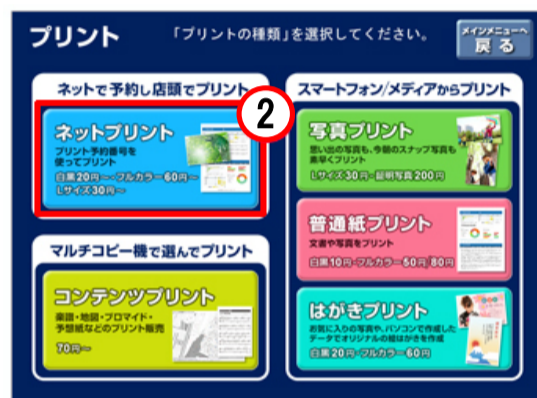 プリント
「プリントの種類」を選択してください。
メインメニューへ
戻る
ネットで予約し店頭でプリント
②
ネットプリント
プリント予約番号を
使ってプリント
白黒20円～・フルカラー60円～
Lサイズ30円～
マルチコピー機で選んでプリント
コンテンツプリント
楽譜・地図・ブロマイド・
予想紙などのプリント販売
70円～
スマートフォン/メディアからプリント
写真プリント
思い出の写真も、今朝のスナップ写真も
素早くプリント
Lサイズ30円・証明写真200円
普通紙プリント
文書や写真をプリント
白黒10円・フルカラー50円/80円
はがきプリント
お気に入りの写真や、パソコンで作成した
データでオリジナルの絵はがきを作成
白黒20円・フルカラー60円